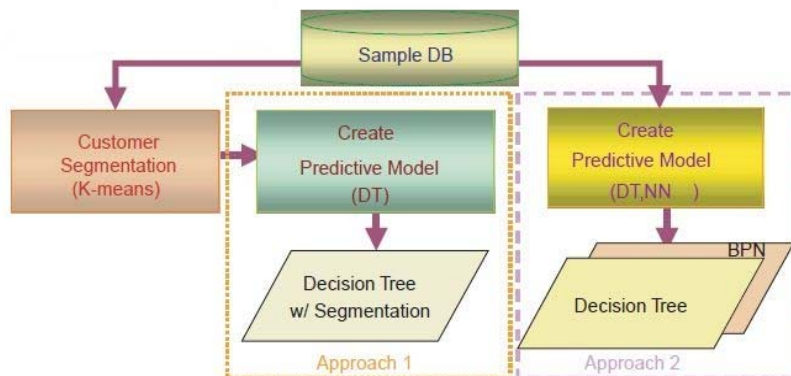 Sample DB
Customer
Segmentation
(K-means)
Create
Predictive Model
(DT)
Decision Tree
w/ Segmentation
Approach 1
Create
Predictive Model
(DT,NN )
BPN
Decision Tree
Approach 2